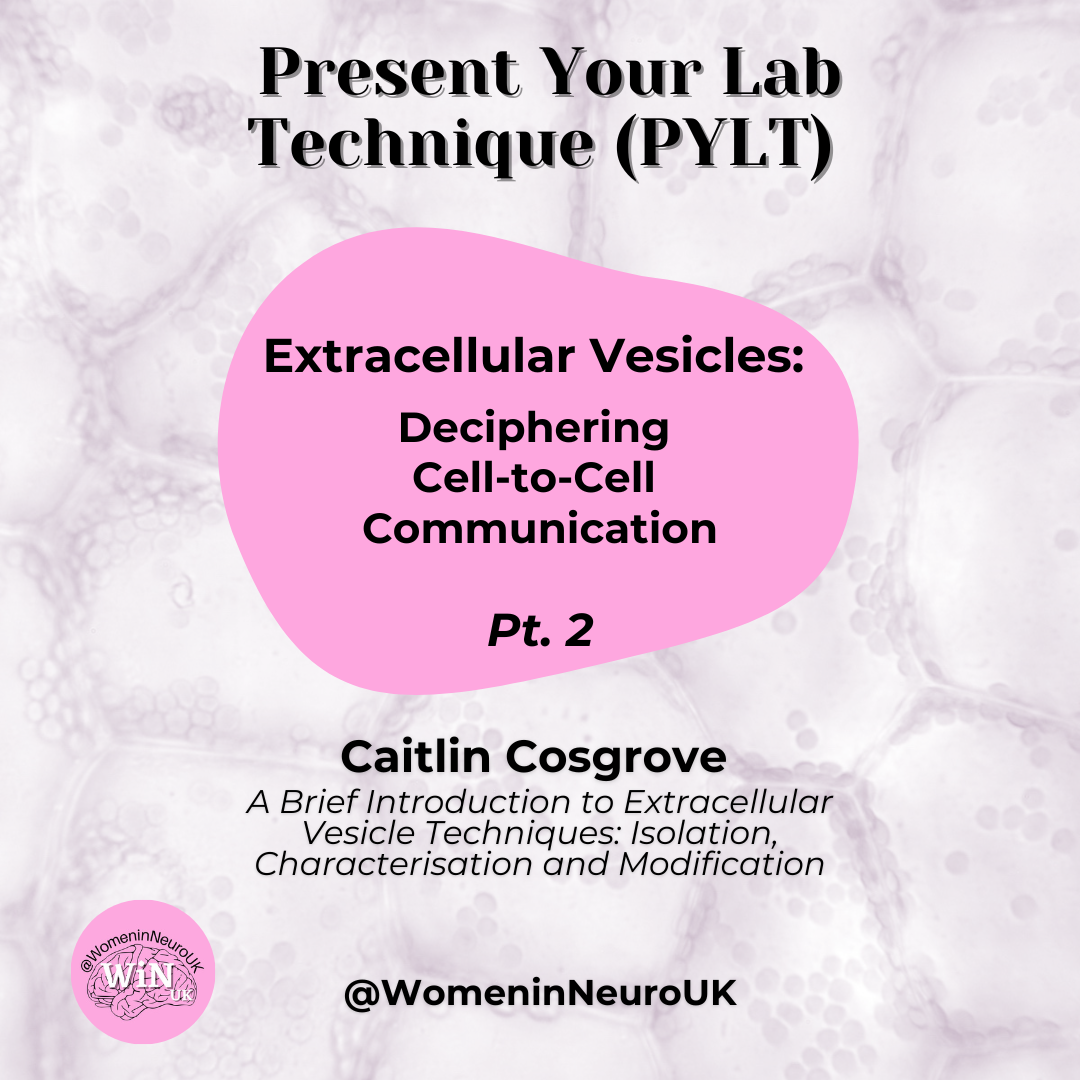 Present Your Lab
Technique (PYLT)
Extracellular Vesicles:
Deciphering
Cell-to-Cell
Communication
Pt. 2
Caitlin Cosgrove
A Brief Introduction to Extracellular
Vesicle Techniques: Isolation,
Characterisation and Modification
@WomeninNeuroUK
WiN
UK
@WomeninNeuroUK